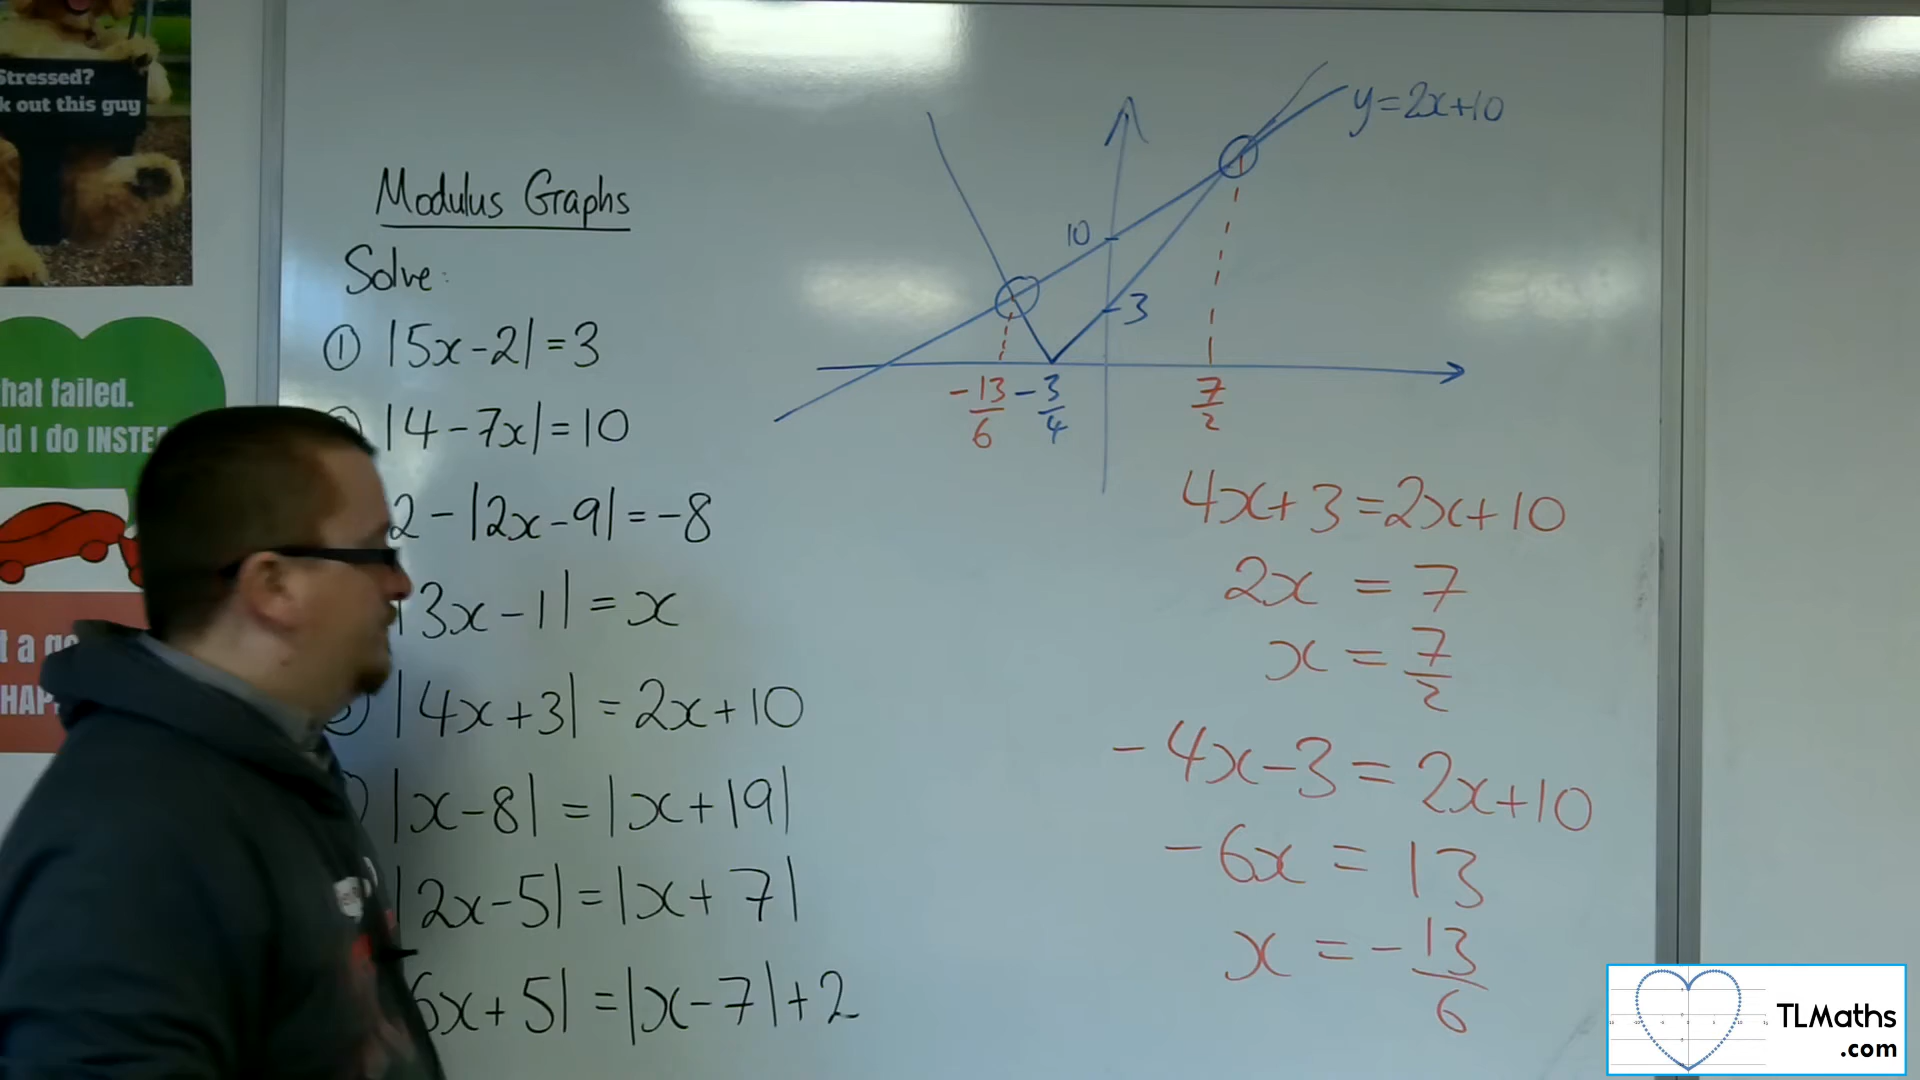 Stressed?
k out this guy
hat failed.
ld I do INSTE
t a
HAP
Modulus Graphs
Solve:
① |5x-2|=3
|4-7x|=10
2-|2x-9|=-8
|3x-1|=x
|4x+3|=2x+10
|x-8|=|x+19|
|2x-5|=|x+7|
6x+5|=|x-7|+2
y=2x+10
10
3
-13/6 -3/4 7/2
4x+3=2x+10
2x=7
x=7/2
-4x-3=2x+10
-6x=13
x=-13/6
TLMaths
.com